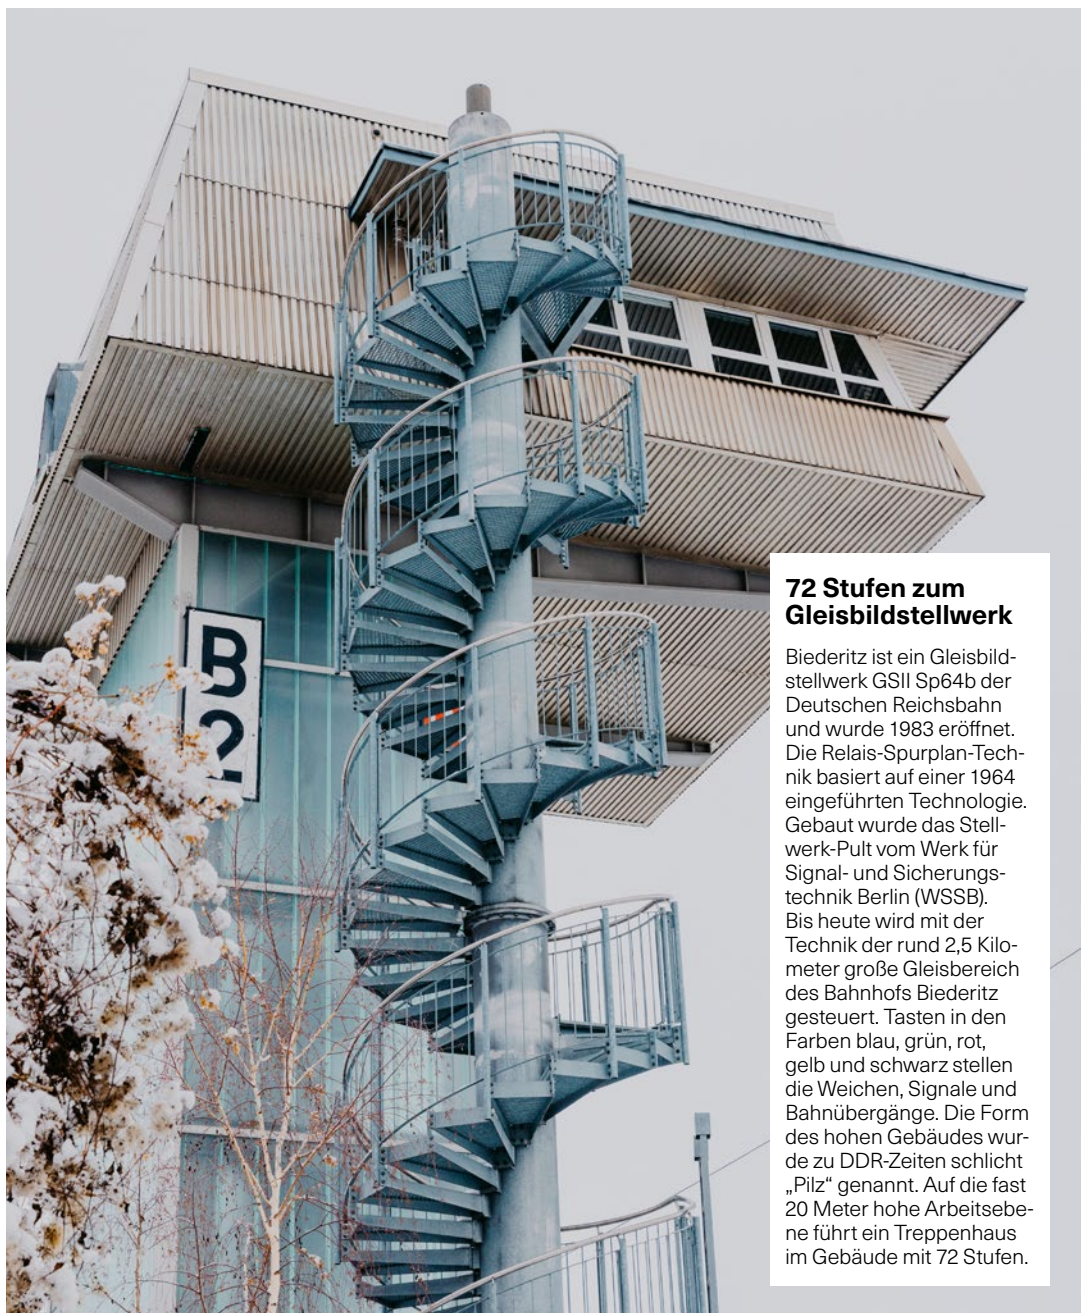 B
2
72 Stufen zum
Gleisbildstellwerk
Biederitz ist ein Gleisbild-
stellwerk GSII Sp64b der
Deutschen Reichsbahn
und wurde 1983 eröffnet.
Die Relais-Spurplan-Tech-
nik basiert auf einer 1964
eingeführten Technologie.
Gebaut wurde das Stell-
werk-Pult vom Werk für
Signal- und Sicherungs-
technik Berlin (WSSB).
Bis heute wird mit der
Technik der rund 2,5 Kilo-
meter große Gleisbereich
des Bahnhofs Biederitz
gesteuert. Tasten in den
Farben blau, grün, rot,
gelb und schwarz stellen
die Weichen, Signale und
Bahnübergänge. Die Form
des hohen Gebäudes wur-
de zu DDR-Zeiten schlicht
„Pilz“ genannt. Auf die fast
20 Meter hohe Arbeitsebe-
ne führt ein Treppenhaus
im Gebäude mit 72 Stufen.